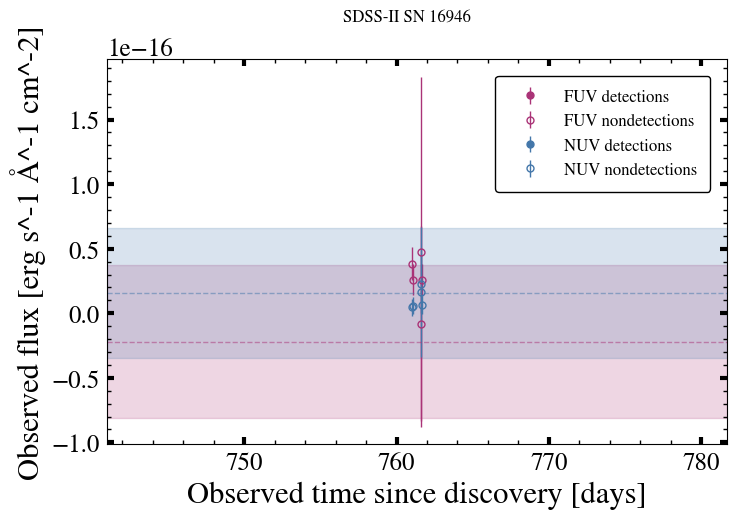 SDSS-II SN 16946
1e−16
Observed flux [erg s^-1 Å^-1 cm^-2]
1.5
1.0
0.5
0.0
−0.5
−1.0
FUV detections
FUV nondetections
NUV detections
NUV nondetections
750 760 770 780
Observed time since discovery [days]